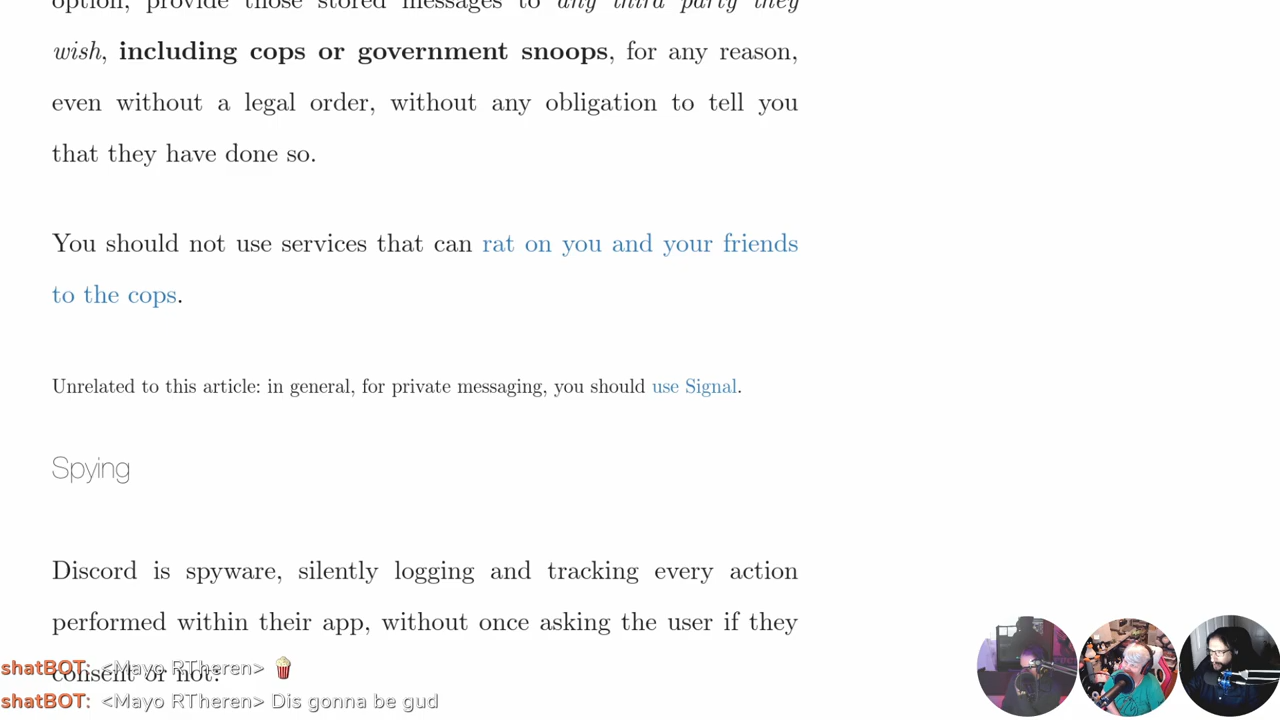 option, provide those stored messages to any third party they
wish, including cops or government snoops, for any reason,
even without a legal order, without any obligation to tell you
that they have done so.
You should not use services that can rat on you and your friends
to the cops.
Unrelated to this article: in general, for private messaging, you should use Signal.
Spying
Discord is spyware, silently logging and tracking every action
performed within their app, without once asking the user if they
consent or not!
shatBOT: <Mayo RTheren> 🍿
shatBOT: <Mayo RTheren> Dis gonna be gud